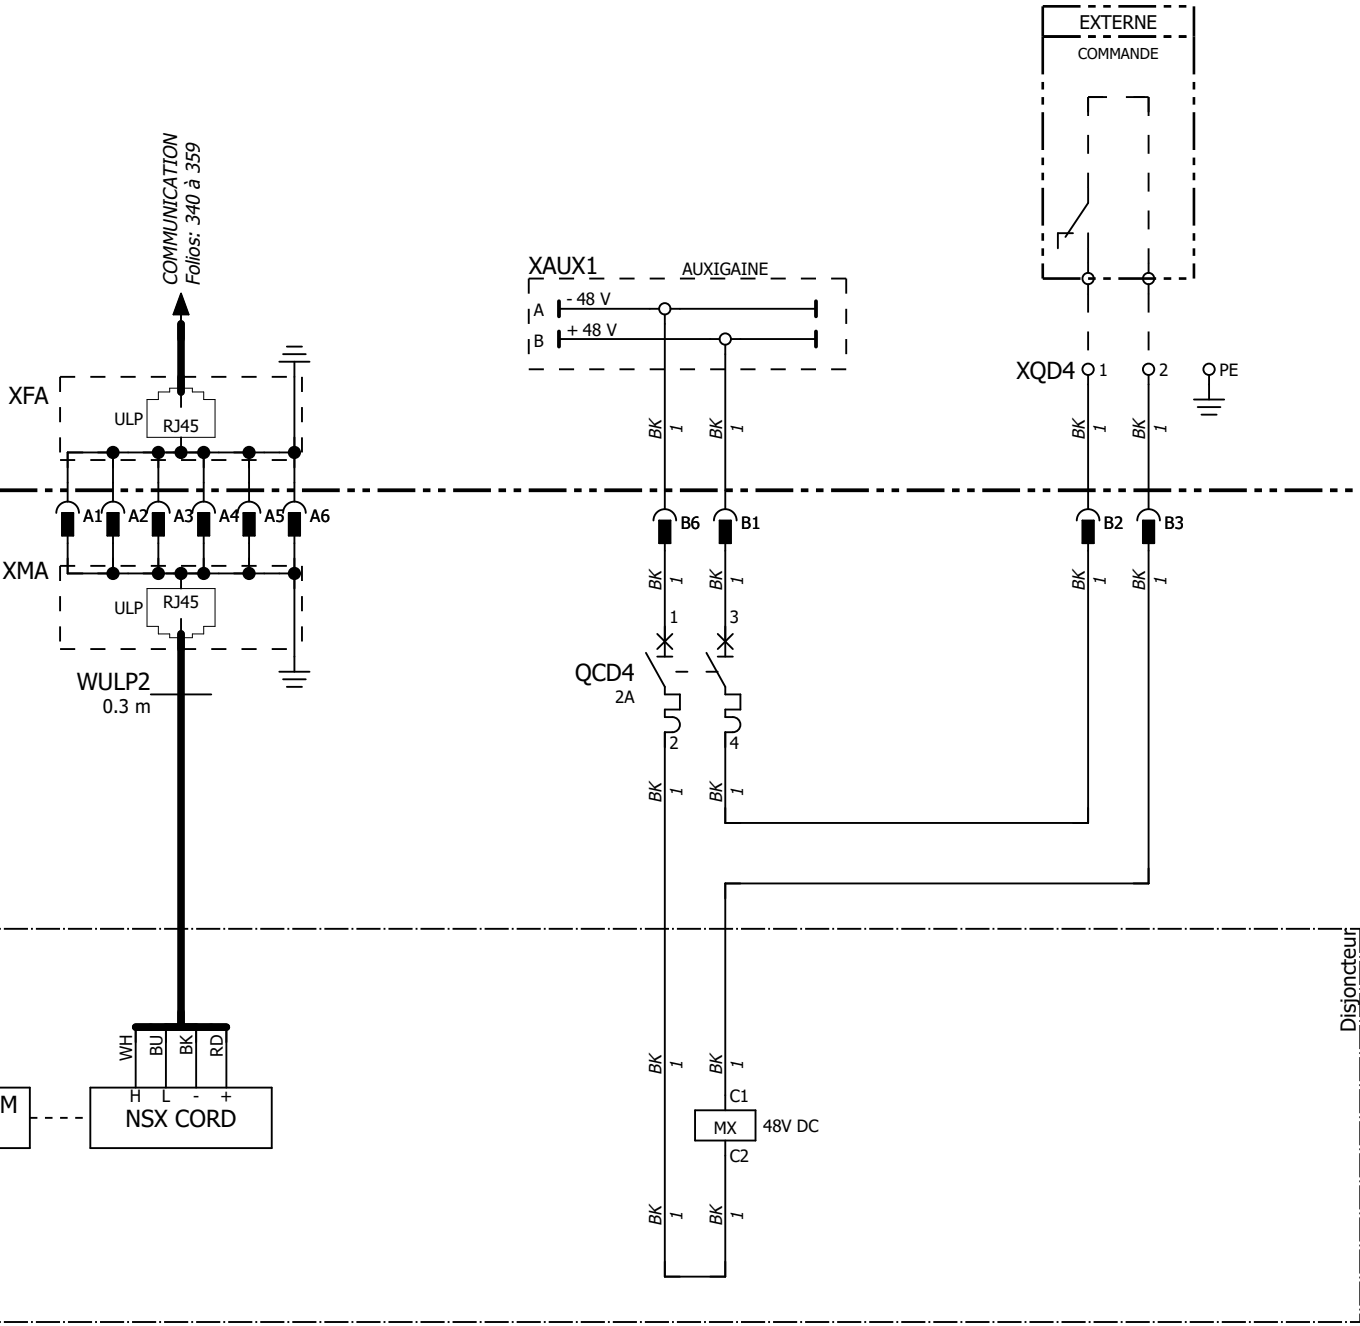 EXTERNE
COMMANDE
COMMUNICATION
Folios: 340 à 359
XAUX1 AUXIGAINE
A - 48 V
B + 48 V
XFA
ULP RJ45
XQD4 1 2 PE
BK 1 BK 1 BK 1 BK 1
A1 A2 A3 A4 A5 A6 B6 B1 B2 B3
XMA
ULP RJ45
BK 1 BK 1 BK 1 BK 1
1 3
QCD4
2A
WULP2
0.3 m
2 4
BK 1 BK 1
Disjoncteur
WH BU BK RD
BK 1 BK 1
H L - +
M NSX CORD
C1
MX 48V DC
C2
BK 1 BK 1